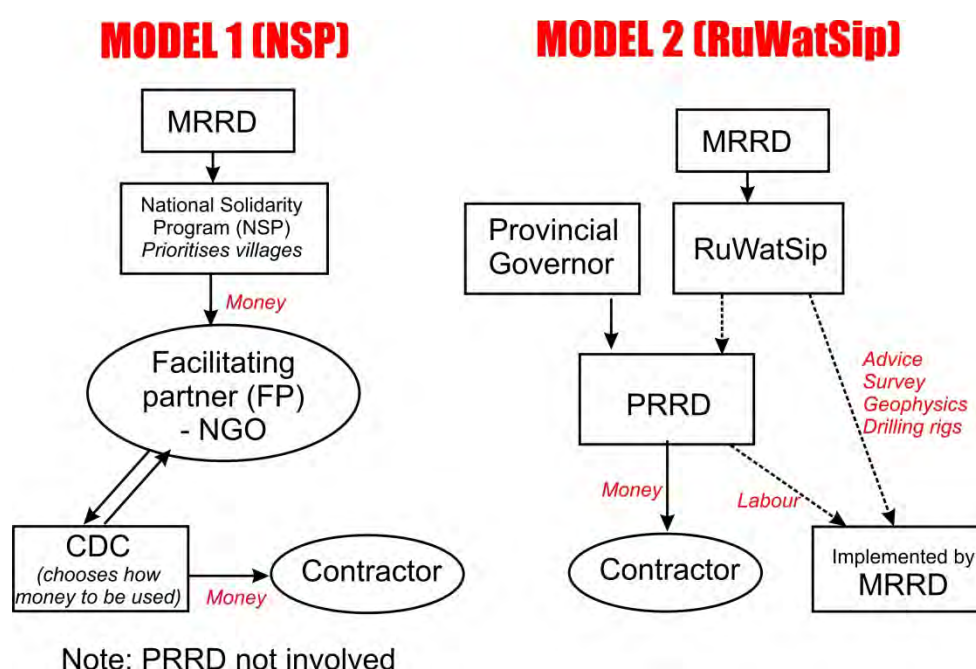 MODEL 1 (NSP)
MRRD
National Solidarity
Program (NSP)
Prioritises villages
Money
Facilitating
partner (FP)
- NGO
CDC
(chooses how
money to be used)
Money
Contractor
Note: PRRD not involved
MODEL 2 (RuWatSip)
MRRD
Provincial
Governor
RuWatSip
PRRD
Advice
Survey
Geophysics
Drilling rigs
Money
Labour
Contractor
Implemented by
MRRD